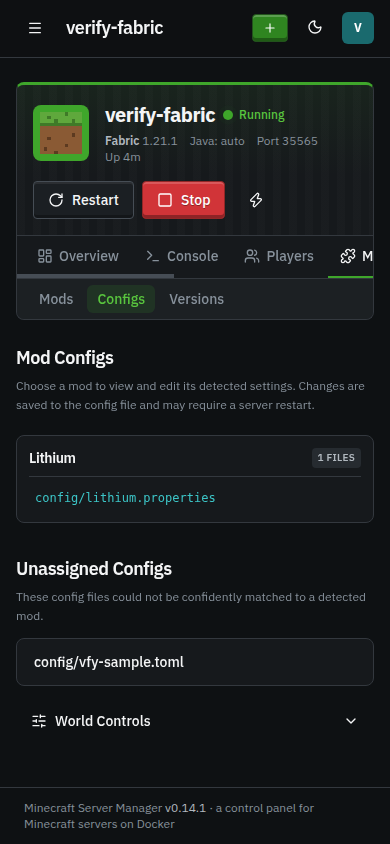 verify-fabric
V
verify-fabric
Running
Fabric 1.21.1 Java: auto Port 35565
Up 4m
Restart
Stop
Overview
Console
Players
M
Mods
Configs
Versions
Mod Configs
Choose a mod to view and edit its detected settings. Changes are
saved to the config file and may require a server restart.
Lithium
1 FILES
config/lithium.properties
Unassigned Configs
These config files could not be confidently matched to a detected
mod.
config/vfy-sample.toml
World Controls
Minecraft Server Manager v0.14.1 · a control panel for
Minecraft servers on Docker